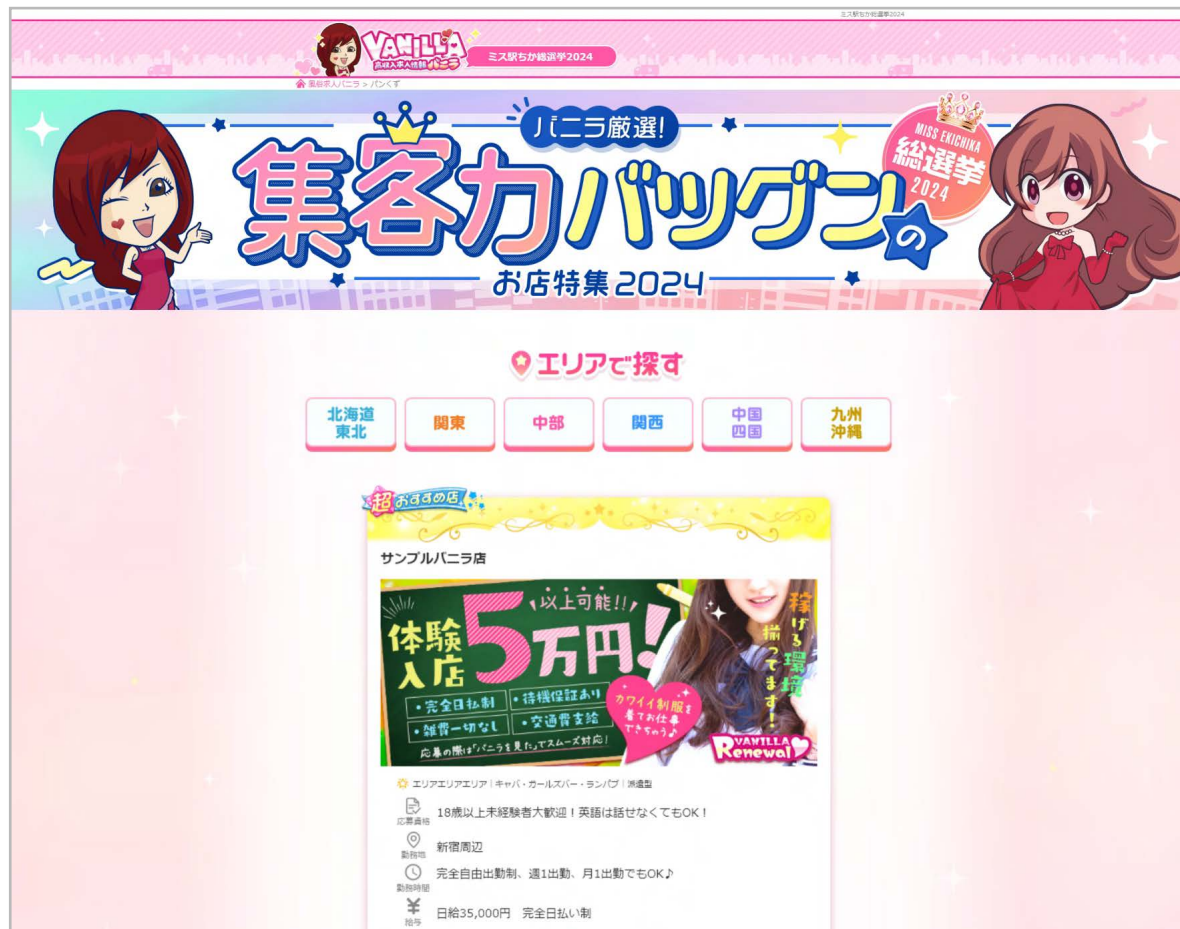 ミス駅ちか総選挙2024
VANILLA
高収入求人情報 バニラ
ミス駅ちか総選挙2024
風俗求人バニラ > パンくず
バニラ厳選!
集客力バツグンの
お店特集2024
MISS EKICHIKA
総選挙
2024
エリアで探す
北海道
東北
関東
中部
関西
中国
四国
九州
沖縄
超おすすめ店
サンプルバニラ店
体験
入店
5万円!
以上可能!!
・完全日払制
・待機保証あり
・雑費一切なし
・交通費支給
応募の際は「バニラを見た」でスムーズ対応!
カワイイ制服を
着てお仕事
できちゃう♪
稼げる環境
揃ってます!
VANILLA
Renewal
エリアエリアエリア|キャバ・ガールズバー・ランパブ|派遣型
応募資格
18歳以上未経験者大歓迎!英語は話せなくてもOK!
勤務地
新宿周辺
勤務時間
完全自由出勤制、週1出勤、月1出勤でもOK♪
給与
日給35,000円 完全日払い制